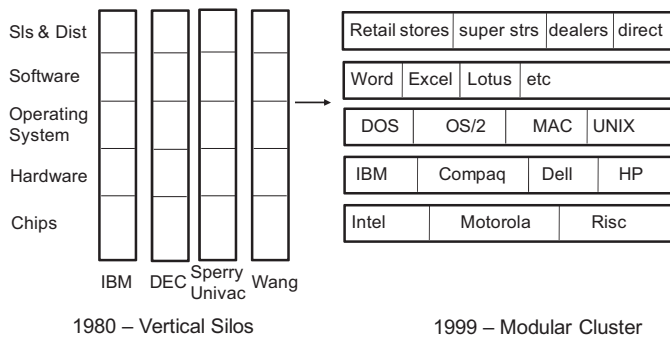 Sls & Dist
Software
Operating
System
Hardware
Chips
IBM
DEC
Sperry
Univac
Wang
1980 – Vertical Silos
Retail stores super strs dealers direct
Word Excel Lotus etc
DOS OS/2 MAC UNIX
IBM Compaq Dell HP
Intel Motorola Risc
1999 – Modular Cluster